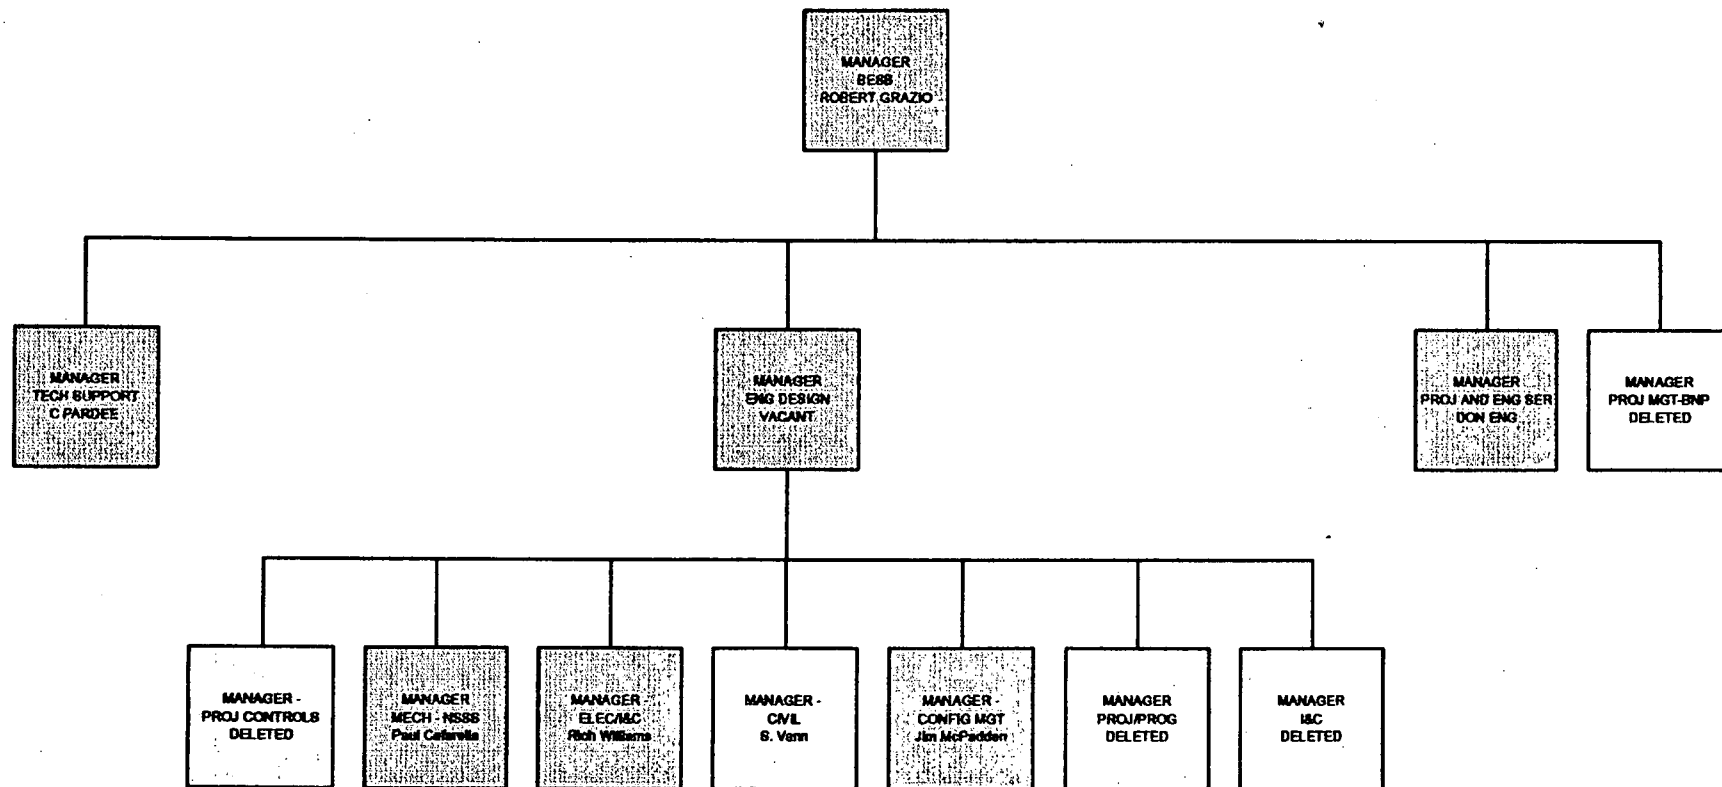 MANAGER
BESS
ROBERT GRAZIO
MANAGER
TECH SUPPORT
C PARDEE
MANAGER
ENG DESIGN
VACANT
MANAGER
PROJ AND ENG SER
DON ENG
MANAGER
PROJ MGT-BNP
DELETED
MANAGER -
PROJ CONTROLS
DELETED
MANAGER
MECH - NSSS
Paul Cafarella
MANAGER
ELEC/I&C
Rich Williams
MANAGER -
CIVIL
S. Vann
MANAGER -
CONFIG MGT
Jim McPadden
MANAGER
PROJ/PROG
DELETED
MANAGER
I&C
DELETED